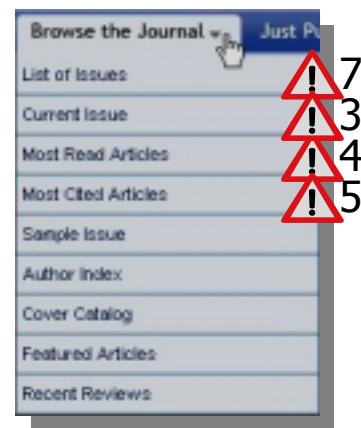 Browse the Journal Just Pu
List of Issues ! 7
Current Issue ! 3
Most Read Articles ! 4
Most Cited Articles ! 5
Sample Issue
Author Index
Cover Catalog
Featured Articles
Recent Reviews